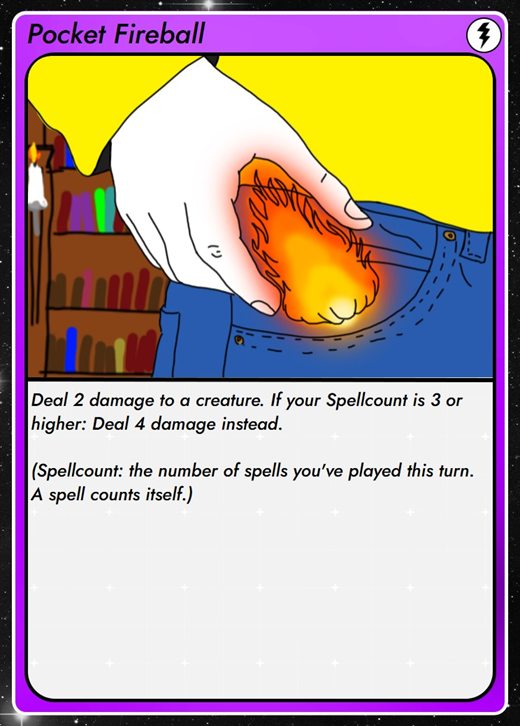 Pocket Fireball
Deal 2 damage to a creature. If your Spellcount is 3 or
higher: Deal 4 damage instead.
(Spellcount: the number of spells you've played this turn.
A spell counts itself.)